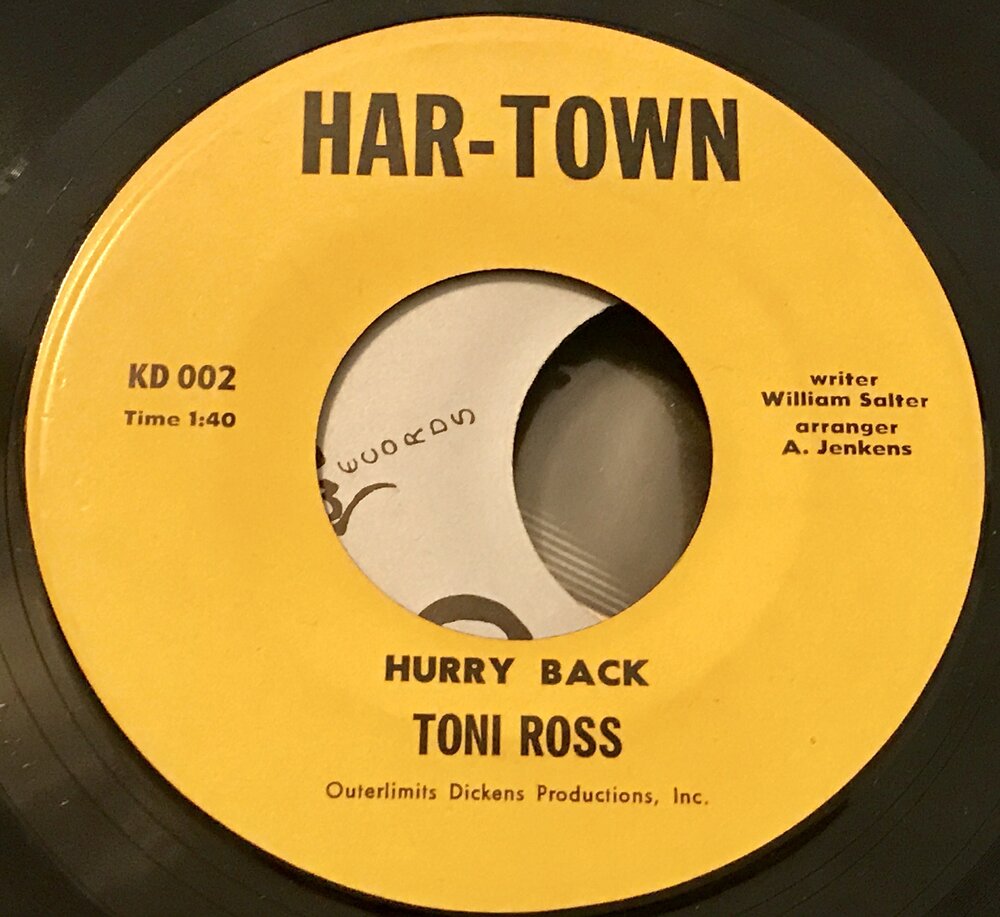 HAR-TOWN
KD 002
Time 1:40
writer
William Salter
arranger
A. Jenkens
ECORDS
HURRY BACK
TONI ROSS
Outerlimits Dickens Productions, Inc.